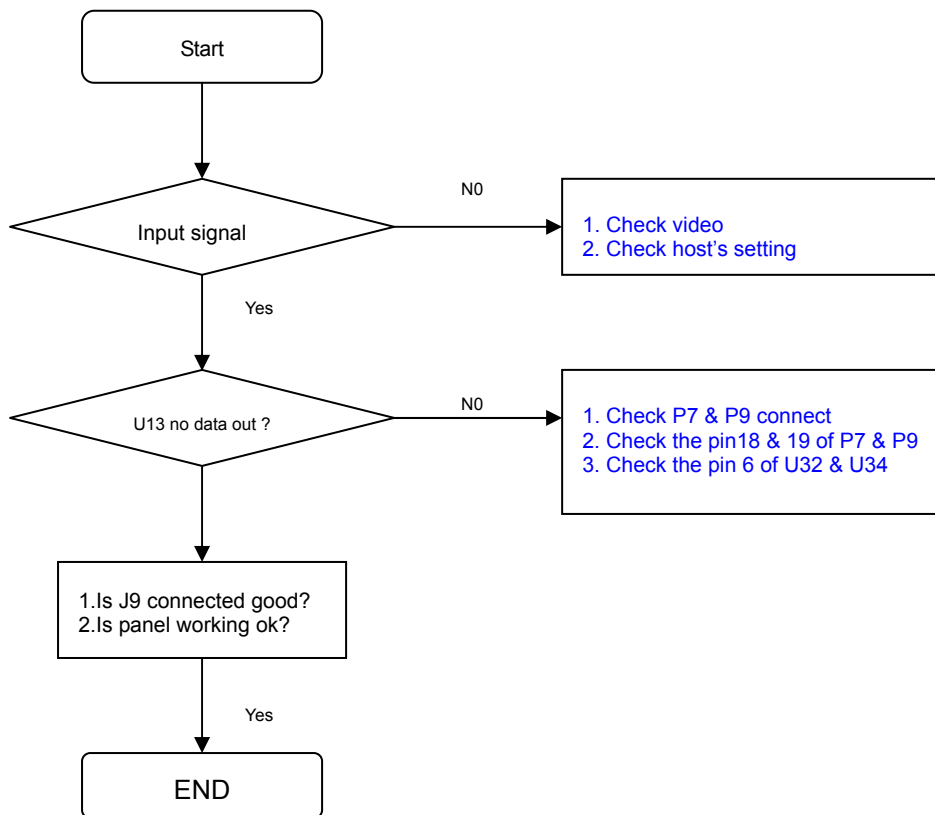 Start
N0
Input signal
1. Check video
2. Check host's setting
Yes
N0
U13 no data out ?
1. Check P7 & P9 connect
2. Check the pin18 & 19 of P7 & P9
3. Check the pin 6 of U32 & U34
1.Is J9 connected good?
2.Is panel working ok?
Yes
END